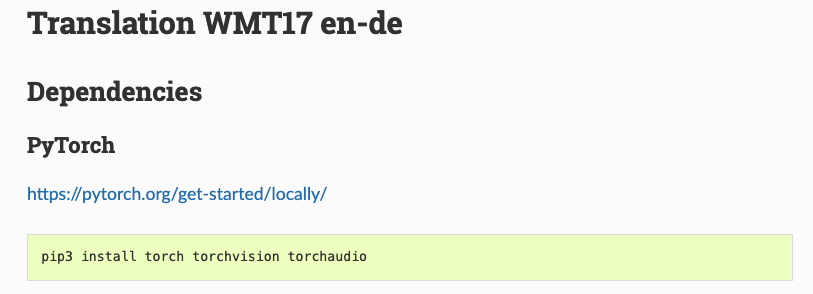 Translation WMT17 en-de
Dependencies
PyTorch
https://pytorch.org/get-started/locally/
pip3 install torch torchvision torchaudio